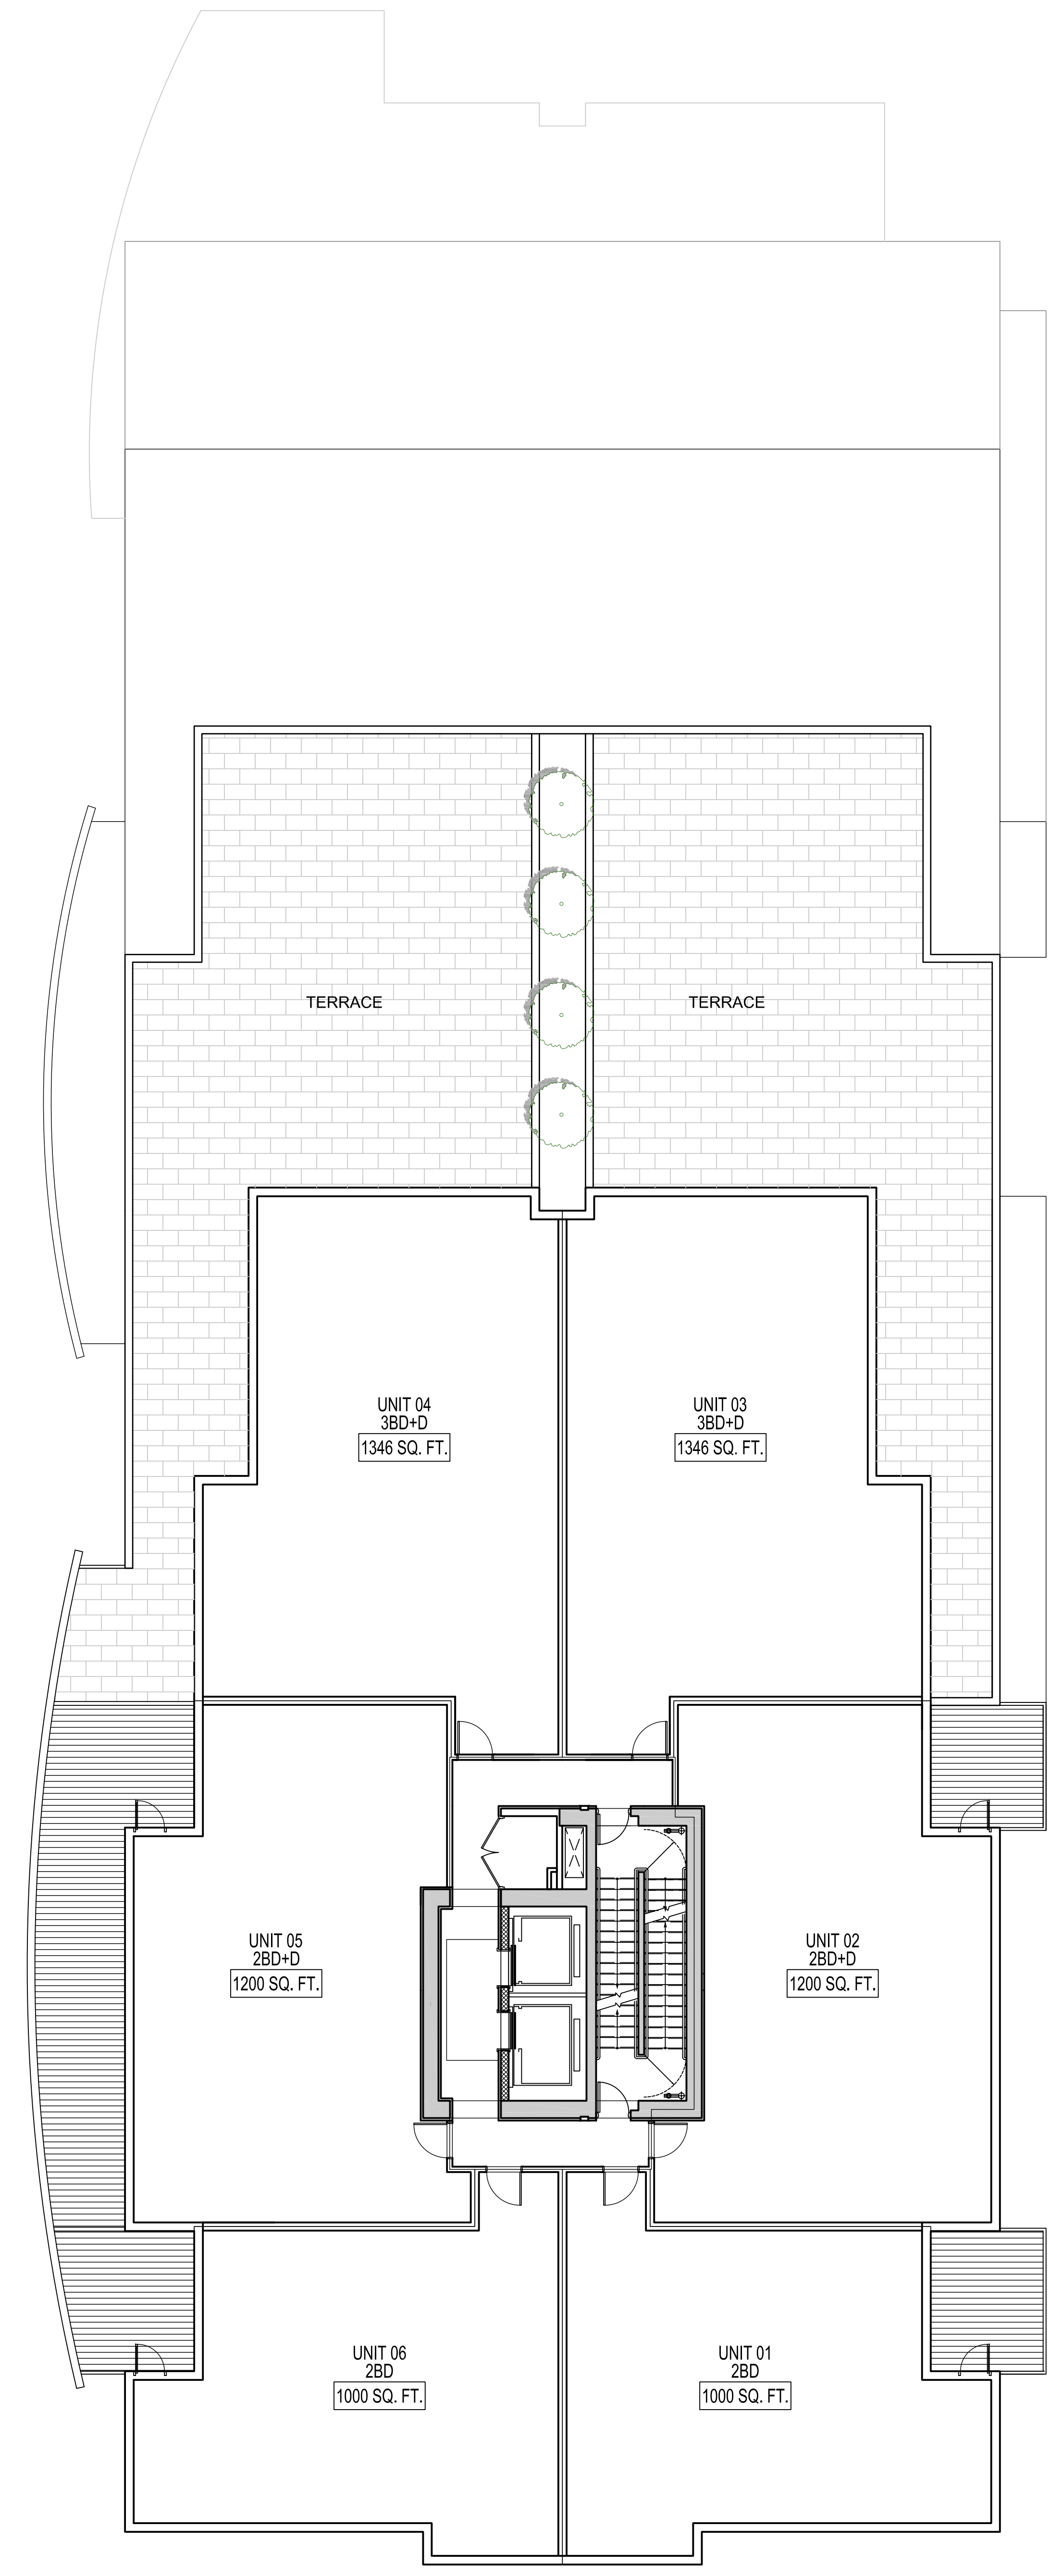 TERRACE
TERRACE
UNIT 04
3BD+D
1346 SQ. FT.
UNIT 03
3BD+D
1346 SQ. FT.
UNIT 05
2BD+D
1200 SQ. FT.
UNIT 02
2BD+D
1200 SQ. FT.
UNIT 06
2BD
1000 SQ. FT.
UNIT 01
2BD
1000 SQ. FT.